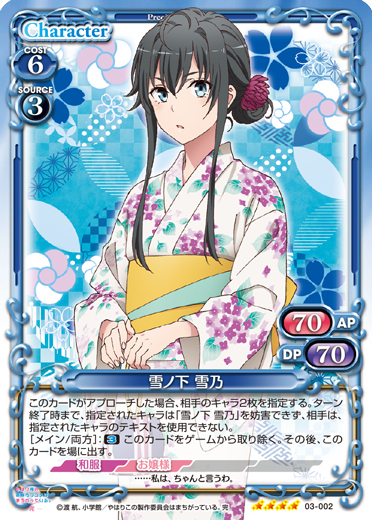 Prec
Character
COST
6
SOURCE
3
70 AP
DP 70
雪ノ下 雪乃
このカードがアプローチした場合、相手のキャラ2枚を指定する。ターン
終了時まで、指定されたキャラは「雪ノ下 雪乃」を妨害できず、相手は、
指定されたキャラのテキストを使用できない。
[メイン/両方]:3 このカードをゲームから取り除く、その後、この
カードを場に出す。
和服 お嬢様
……私は、ちゃんと言うわ。
©渡 航、小学館/やはりこの製作委員会はまちがっている。完
03-002